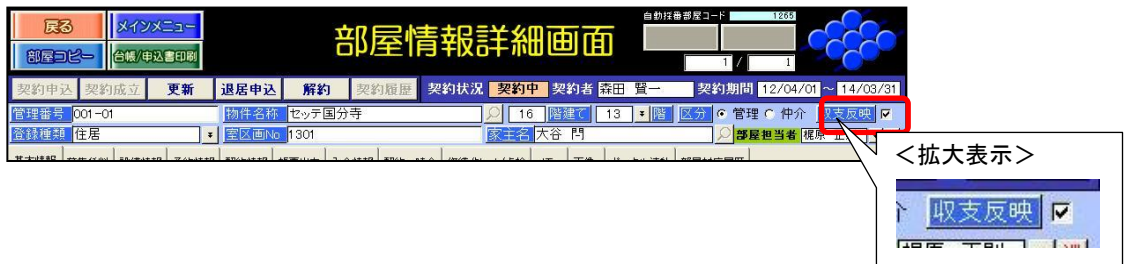 戻る メインメニュー 部屋情報詳細画面 自動採番部屋コード 1265
部屋コピー 台帳/申込書印刷 1 / 1
契約申込 契約成立 更新 退居申込 解約 契約履歴 契約状況 契約中 契約者 森田 賢一 契約期間 12/04/01 ～ 14/03/31
管理番号 001-01 物件名称 セッテ国分寺 16 階建て 13 階 区分 管理 仲介 収支反映
登録種類 住居 室区画No 1301 家主名 大谷 門 部屋担当者 梶原
＜拡大表示＞
収支反映